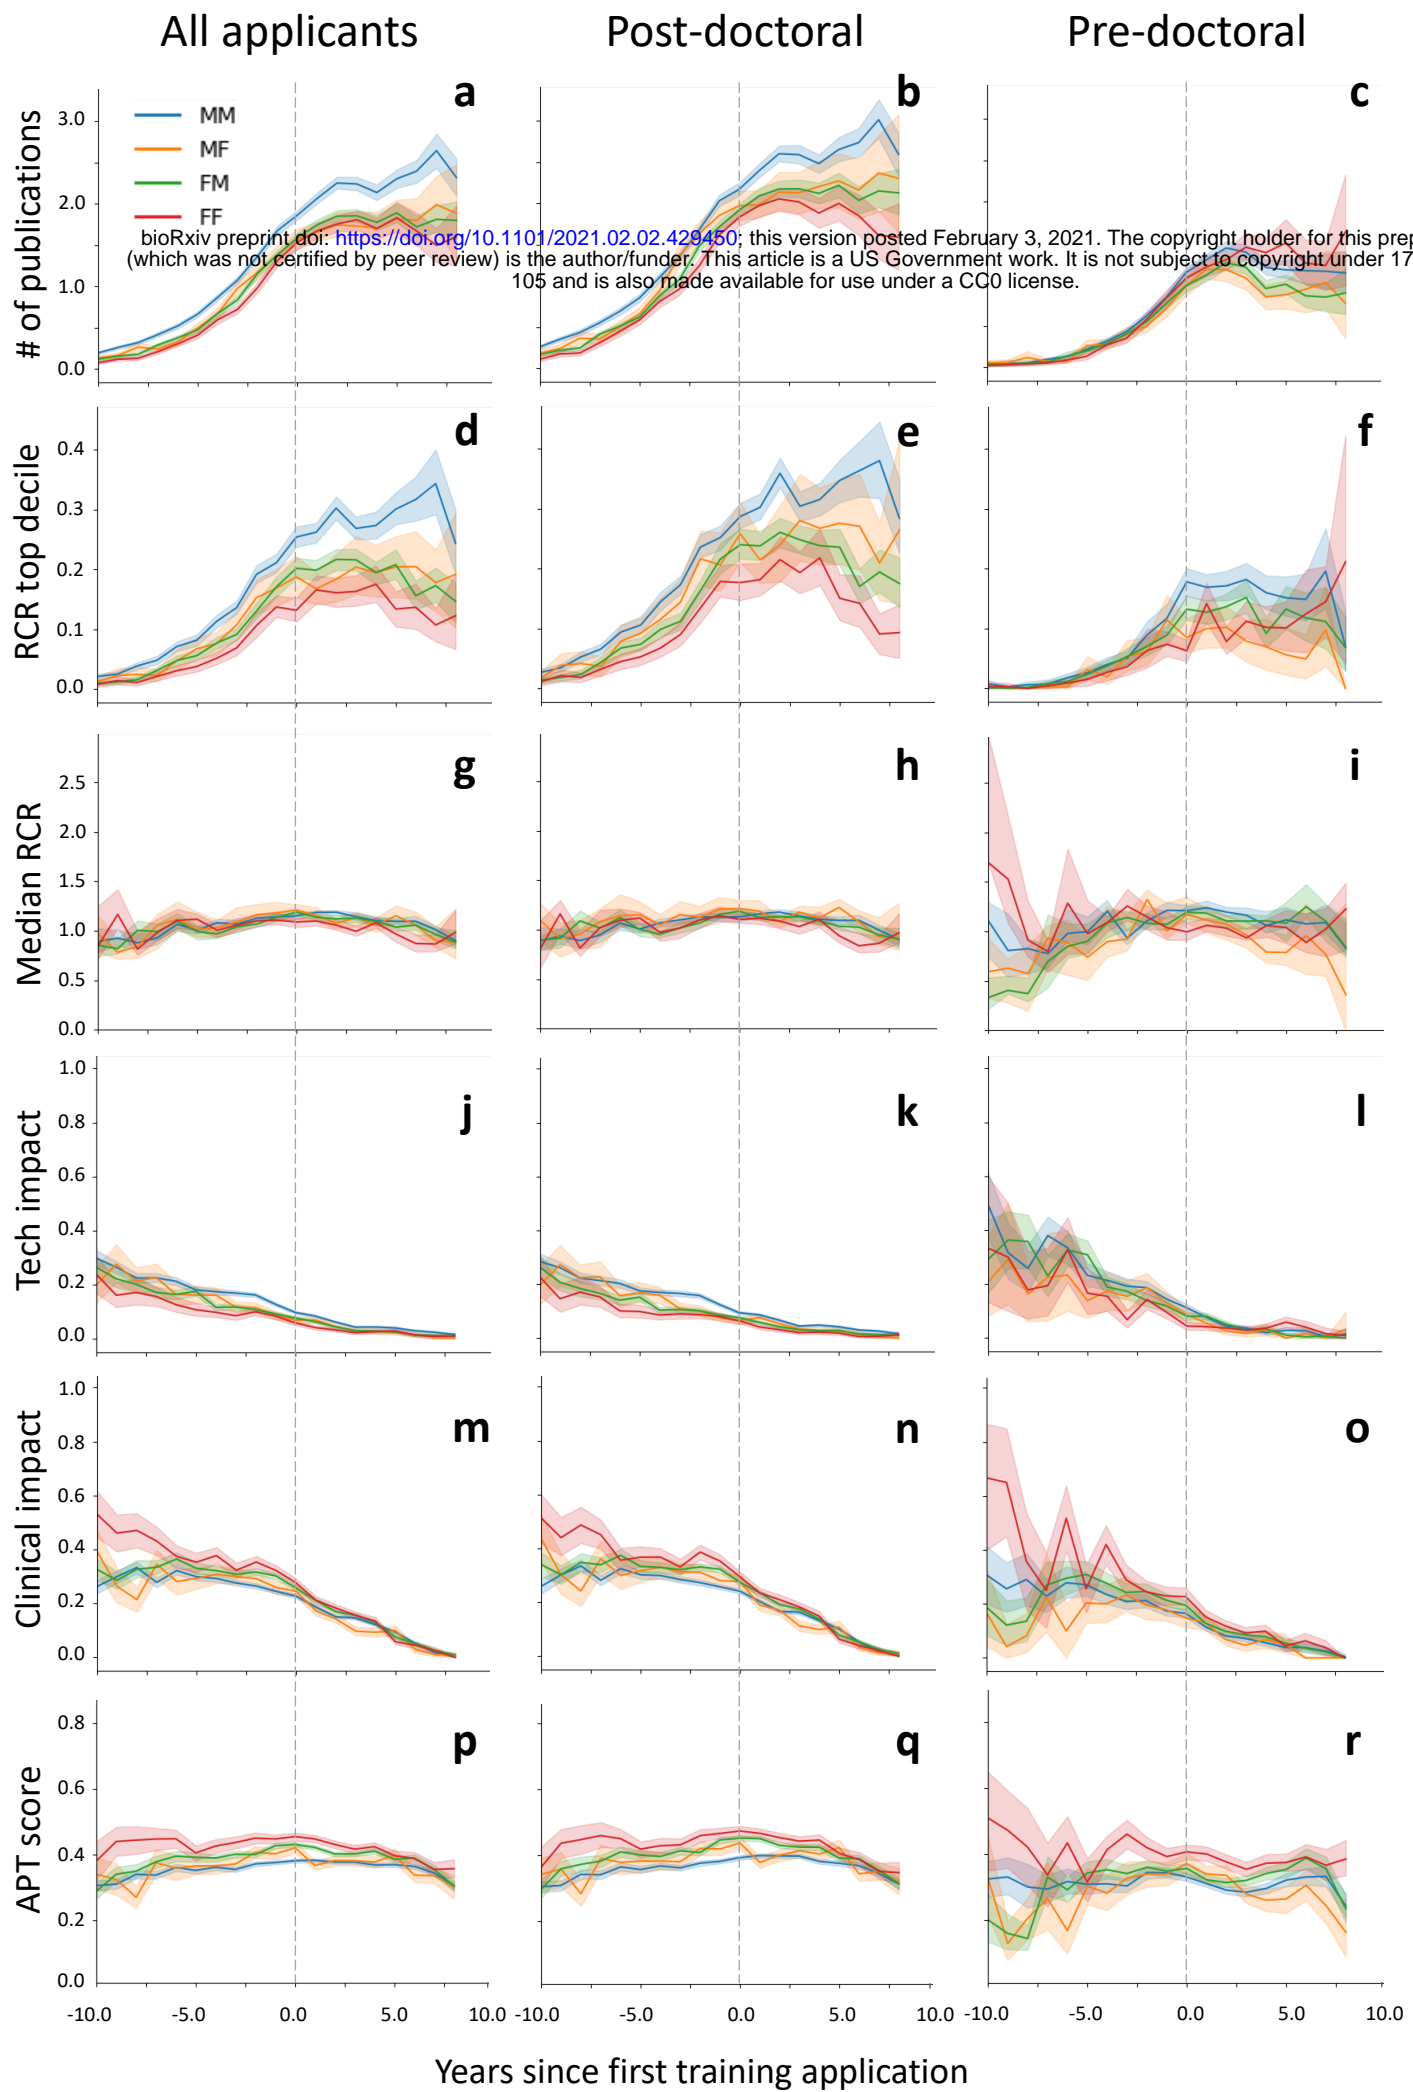 All applicants Post-doctoral Pre-doctoral
a b c
# of publications
3.0
2.0
1.0
0.0
MM
MF
FM
FF
bioRxiv preprint doi: https://doi.org/10.1101/2021.02.02.429450; this version posted February 3, 2021. The copyright holder for this prep
(which was not certified by peer review) is the author/funder. This article is a US Government work. It is not subject to copyright under 17
105 and is also made available for use under a CC0 license.
d e f
RCR top decile
0.4
0.3
0.2
0.1
0.0
g h i
Median RCR
2.5
2.0
1.5
1.0
0.5
0.0
j k l
Tech impact
1.0
0.8
0.6
0.4
0.2
0.0
m n o
Clinical impact
1.0
0.8
0.6
0.4
0.2
0.0
p q r
APT score
0.8
0.6
0.4
0.2
0.0
-10.0 -5.0 0.0 5.0 10.0 -10.0 -5.0 0.0 5.0 10.0 -10.0 -5.0 0.0 5.0 10.0
Years since first training application